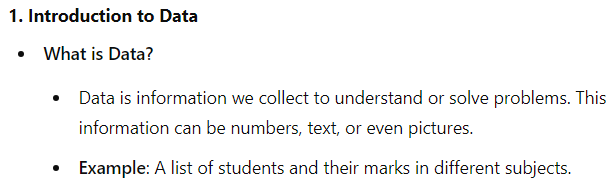 1. Introduction to Data
• What is Data?
• Data is information we collect to understand or solve problems. This
information can be numbers, text, or even pictures.
• Example: A list of students and their marks in different subjects.